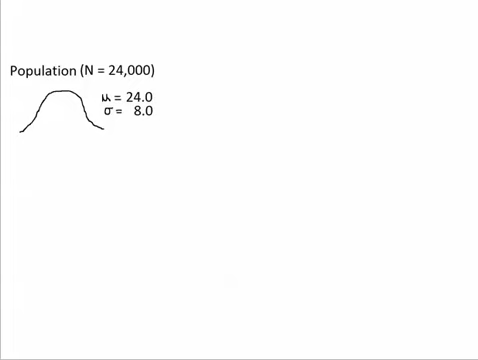 Population (N = 24,000)
μ = 24.0
σ = 8.0